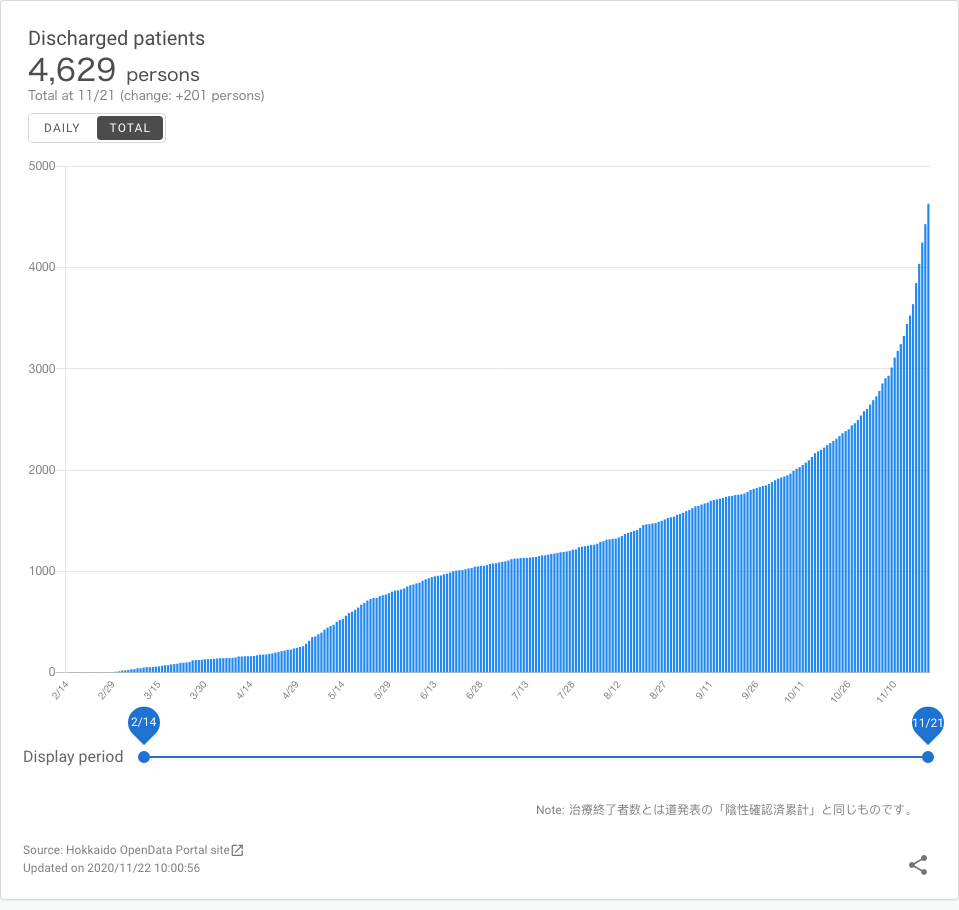 Discharged patients
4,629 persons
Total at 11/21 (change: +201 persons)
DAILY TOTAL
5000
4000
3000
2000
1000
0
2/14 2/29 3/15 3/30 4/14 4/29 5/14 5/29 6/13 6/28 7/13 7/28 8/12 8/27 9/11 9/26 10/11 10/26 11/10
2/14 11/21
Display period
Note: 治療終了者数とは道発表の「陰性確認済累計」と同じものです。
Source: Hokkaido OpenData Portal site
Updated on 2020/11/22 10:00:56